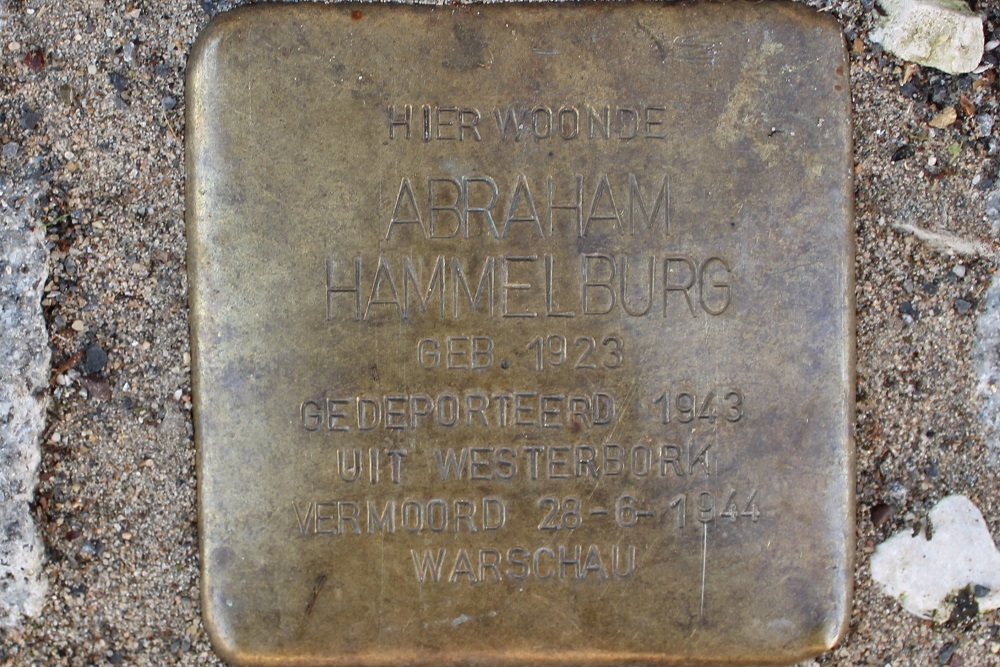 HIER WOONDE
ABRAHAM
HAMMELBURG
GEB. 1923
GEDEPORTEERD 1943
UIT WESTERBORK
VERMOORD 28-6-1944
WARSCHAU